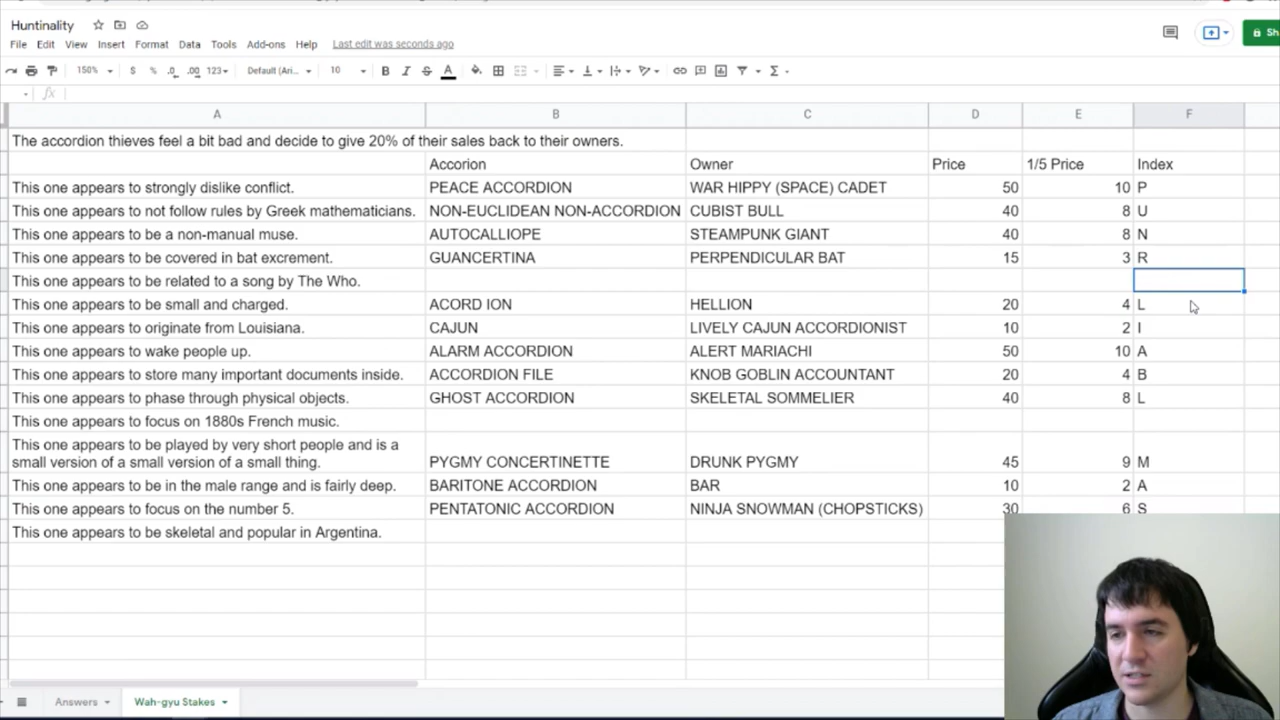 Huntinality
File Edit View Insert Format Data Tools Add-ons Help Last edit was seconds ago
150% $ % .0 .00 123 Default (Ari... 10 B I S A
fx
A B C D E F
The accordion thieves feel a bit bad and decide to give 20% of their sales back to their owners.
Accorion Owner Price 1/5 Price Index
This one appears to strongly dislike conflict. PEACE ACCORDION WAR HIPPY (SPACE) CADET 50 10 P
This one appears to not follow rules by Greek mathematicians. NON-EUCLIDEAN NON-ACCORDION CUBIST BULL 40 8 U
This one appears to be a non-manual muse. AUTOCALLIOPE STEAMPUNK GIANT 40 8 N
This one appears to be covered in bat excrement. GUANCERTINA PERPENDICULAR BAT 15 3 R
This one appears to be related to a song by The Who.
This one appears to be small and charged. ACORD ION HELLION 20 4 L
This one appears to originate from Louisiana. CAJUN LIVELY CAJUN ACCORDIONIST 10 2 I
This one appears to wake people up. ALARM ACCORDION ALERT MARIACHI 50 10 A
This one appears to store many important documents inside. ACCORDION FILE KNOB GOBLIN ACCOUNTANT 20 4 B
This one appears to phase through physical objects. GHOST ACCORDION SKELETAL SOMMELIER 40 8 L
This one appears to focus on 1880s French music.
This one appears to be played by very short people and is a
small version of a small version of a small thing. PYGMY CONCERTINETTE DRUNK PYGMY 45 9 M
This one appears to be in the male range and is fairly deep. BARITONE ACCORDION BAR 10 2 A
This one appears to focus on the number 5. PENTATONIC ACCORDION NINJA SNOWMAN (CHOPSTICKS) 30 6 S
This one appears to be skeletal and popular in Argentina.
Answers Wah-gyu Stakes